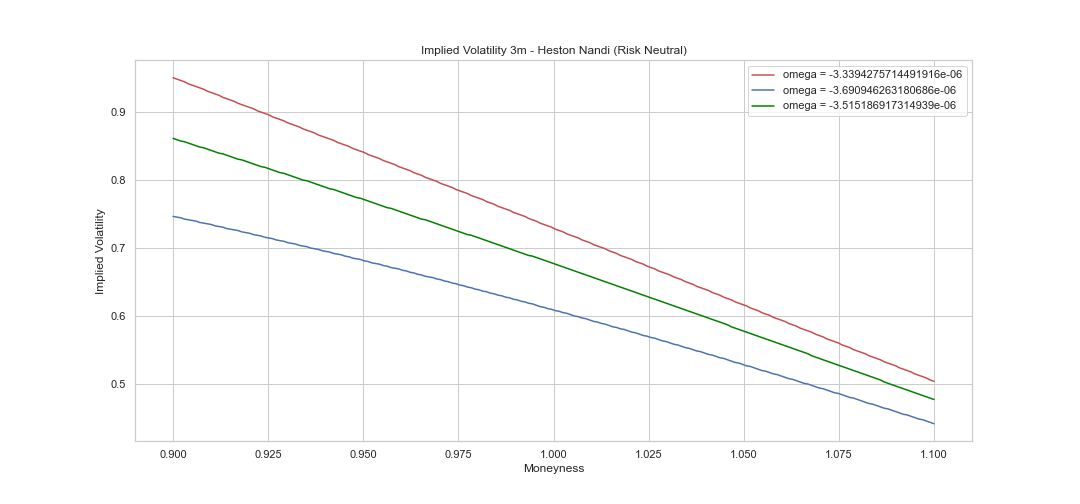 Implied Volatility 3m - Heston Nandi (Risk Neutral)
omega = -3.3394275714491916e-06
omega = -3.690946263180686e-06
omega = -3.515186917314939e-06
Implied Volatility
0.9
0.8
0.7
0.6
0.5
0.900 0.925 0.950 0.975 1.000 1.025 1.050 1.075 1.100
Moneyness